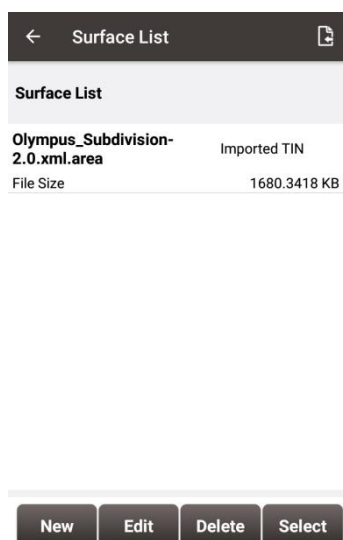 Surface List
Surface List
Olympus_Subdivision-
2.0.xml.area
Imported TIN
File Size
1680.3418 KB
New
Edit
Delete
Select